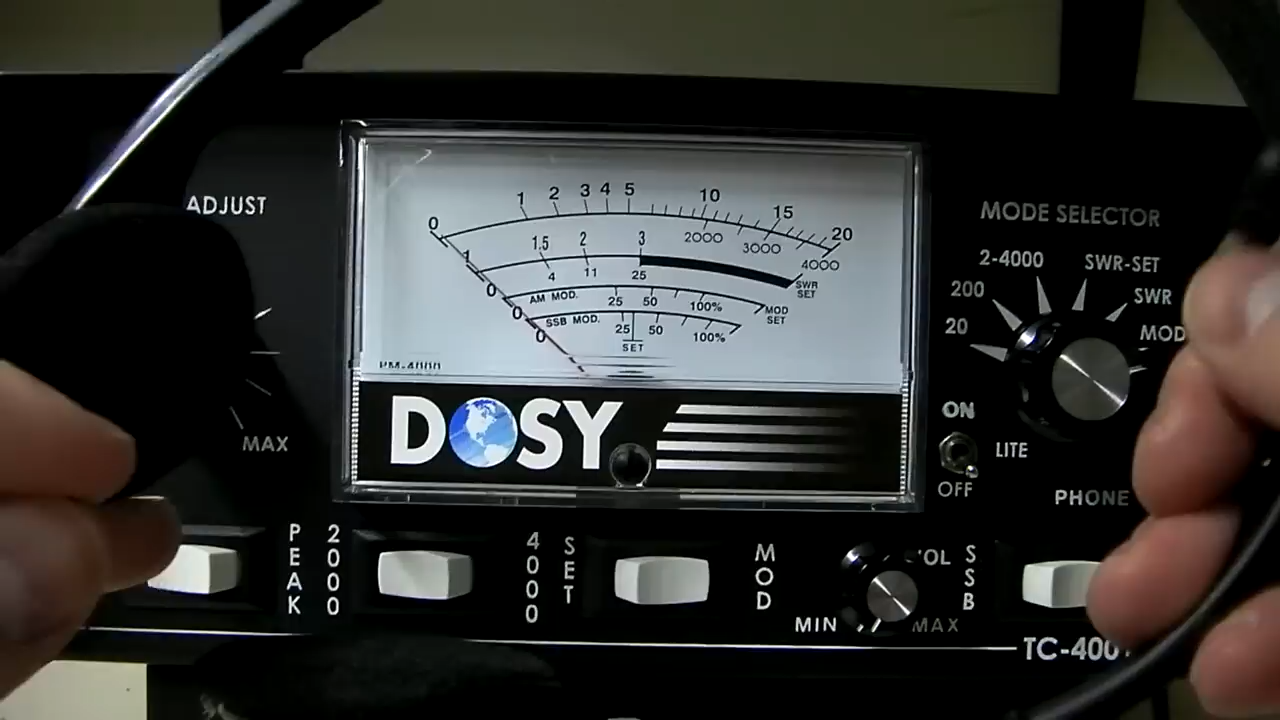 ADJUST
MAX
0 1 2 3 4 5 10 15 20
2000 3000 4000
1 1.5 2 3
SWR SET
0 4 11 25
AM MOD. 25 50 100%
MOD SET
0
SSB MOD. 25 50 100%
0
SET
DOSY
MODE SELECTOR
2-4000 SWR-SET
200 SWR
20 MOD
ON
LITE
OFF
PHONE
PEAK
2000
4000
SET
MOD
VOL
MIN MAX
SSB